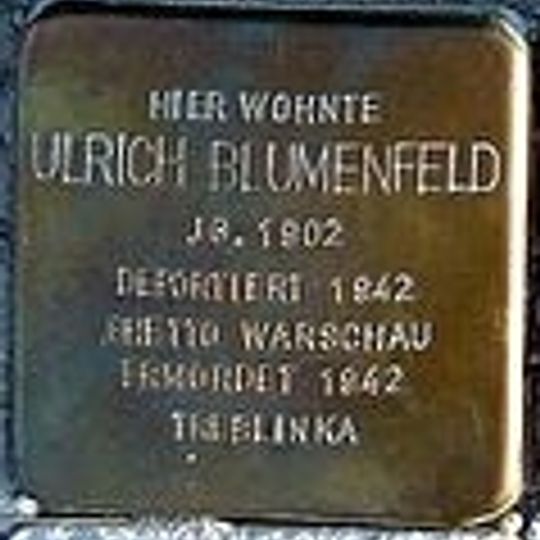 HIER WOHNTE
ULRICH BLUMENFELD
JG. 1902
DEPORTIERT 1942
GHETTO WARSCHAU
ERMORDET 1942
TREBLINKA